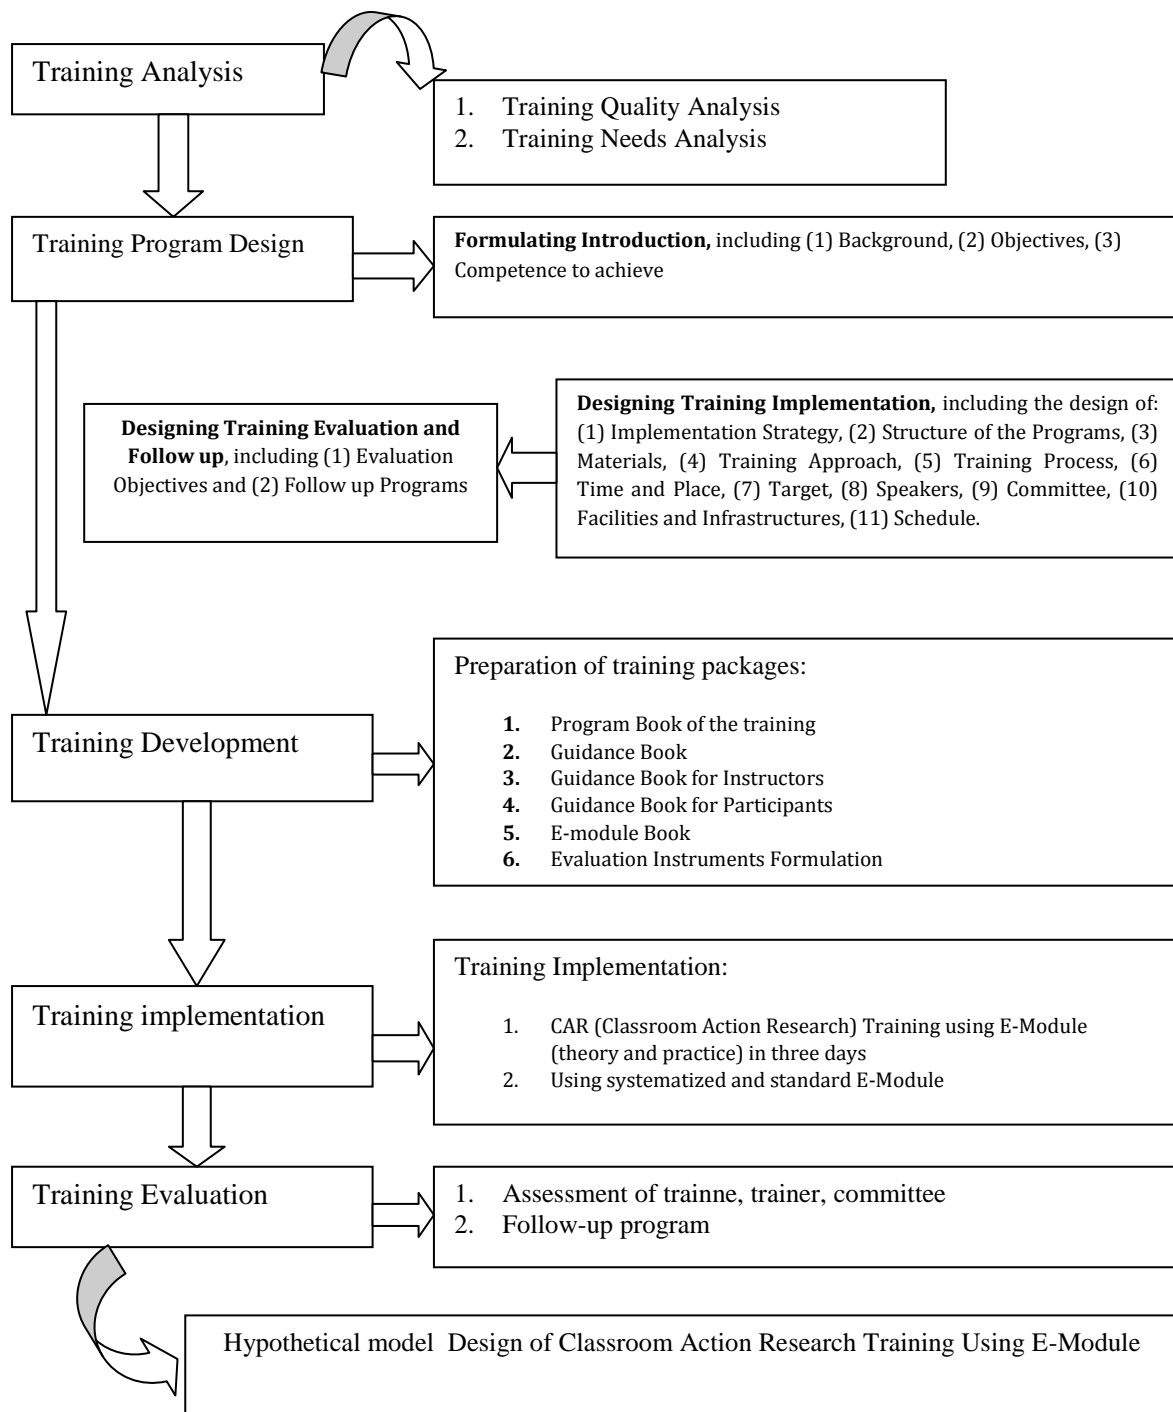 Training Analysis
1. Training Quality Analysis
2. Training Needs Analysis
Training Program Design
Formulating Introduction, including (1) Background, (2) Objectives, (3)
Competence to achieve
Designing Training Implementation, including the design of:
(1) Implementation Strategy, (2) Structure of the Programs, (3)
Materials, (4) Training Approach, (5) Training Process, (6)
Time and Place, (7) Target, (8) Speakers, (9) Committee, (10)
Facilities and Infrastructures, (11) Schedule.
Designing Training Evaluation and
Follow up, including (1) Evaluation
Objectives and (2) Follow up Programs
Training Development
Preparation of training packages:
1. Program Book of the training
2. Guidance Book
3. Guidance Book for Instructors
4. Guidance Book for Participants
5. E-module Book
6. Evaluation Instruments Formulation
Training implementation
Training Implementation:
1. CAR (Classroom Action Research) Training using E-Module
(theory and practice) in three days
2. Using systematized and standard E-Module
Training Evaluation
1. Assessment of trainne, trainer, committee
2. Follow-up program
Hypothetical model Design of Classroom Action Research Training Using E-Module